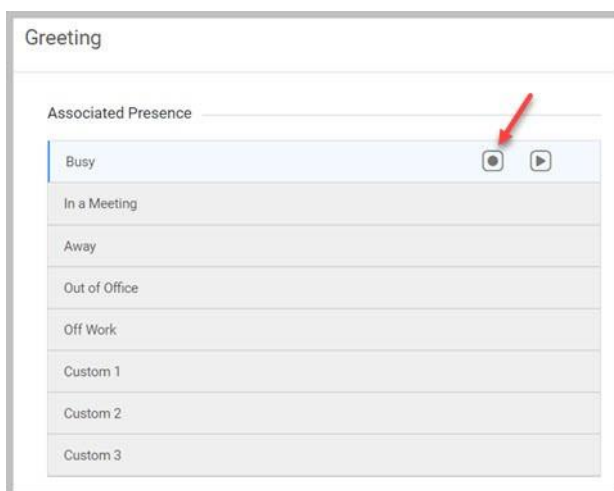 Greeting
Associated Presence
Busy
In a Meeting
Away
Out of Office
Off Work
Custom 1
Custom 2
Custom 3